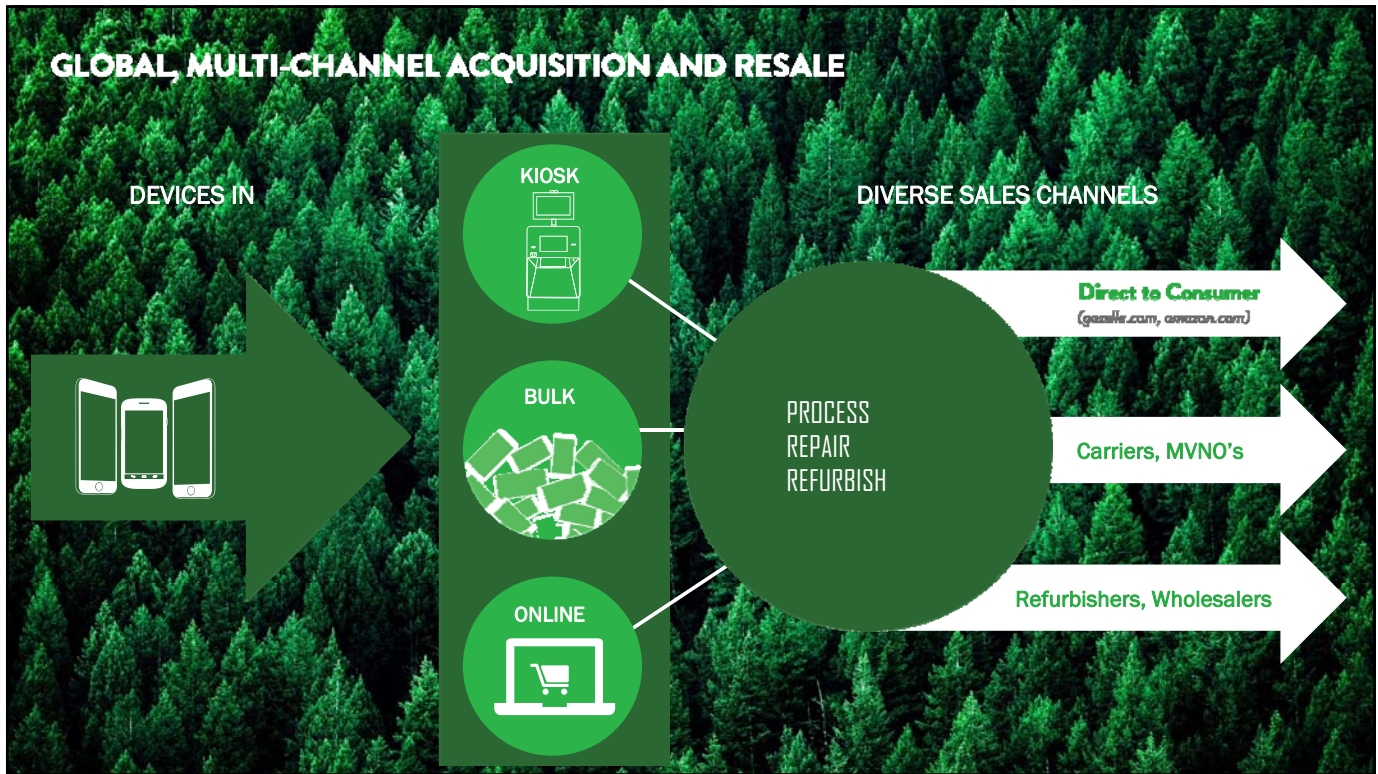 GLOBAL, MULTI-CHANNEL ACQUISITION AND RESALE
DEVICES IN
KIOSK
BULK
ONLINE
PROCESS
REPAIR
REFURBISH
DIVERSE SALES CHANNELS
Direct to Consumer
(gazelle.com, amazon.com)
Carriers, MVNO's
Refurbishers, Wholesalers